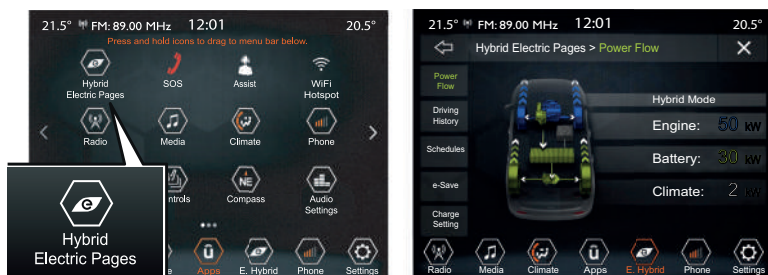 21.5° FM: 89.00 MHz 12:01 20.5°
Press and hold icons to drag to menu bar below.
Hybrid
Electric Pages
SOS
Assist
WiFi
Hotspot
Radio
Media
Climate
Phone
Compass
Audio
Settings
Hybrid
Electric Pages
Apps
E. Hybrid
Phone
Settings
21.5° FM: 89.00 MHz 12:01 20.5°
Hybrid Electric Pages > Power Flow
Power
Flow
Driving
History
Schedules
e-Save
Charge
Setting
Hybrid Mode
Engine: 50 kW
Battery: 30 kW
Climate: 2 kW
Radio
Media
Climate
Apps
E. Hybrid
Phone
Settings